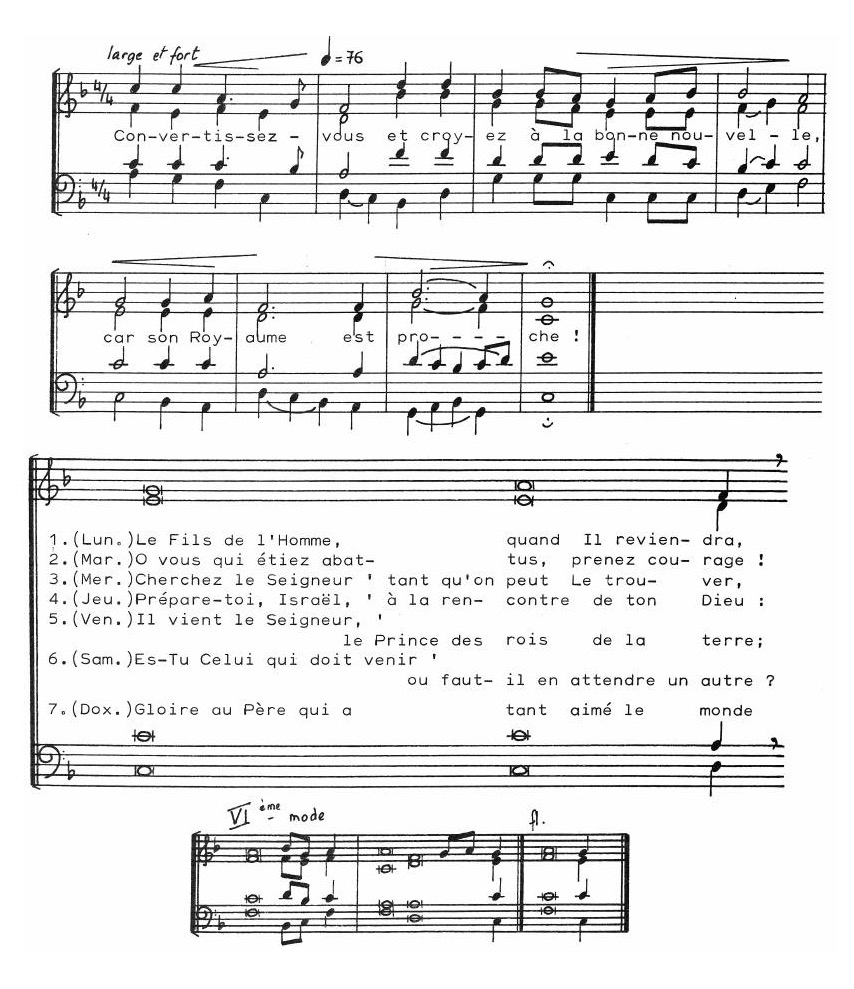 large et fort ♩ = 76
4/4
Con-ver-tis-sez - vous et croy-ez à la bon-ne nou-vel - le,
4/4
car son Roy-aume est pro- - - - che !
1.(Lun.)Le Fils de l'Homme, quand Il revien- dra,
2.(Mar.)O vous qui étiez abat- tus, prenez cou- rage !
3.(Mer.)Cherchez le Seigneur ' tant qu'on peut Le trou- ver,
4.(Jeu.)Prépare-toi, Israël, ' à la ren- contre de ton Dieu :
5.(Ven.)Il vient le Seigneur, '
le Prince des rois de la terre;
6.(Sam.)Es-Tu Celui qui doit venir '
ou faut- il en attendre un autre ?
7.(Dox.)Gloire au Père qui a tant aimé le monde
VI ème - mode fl.